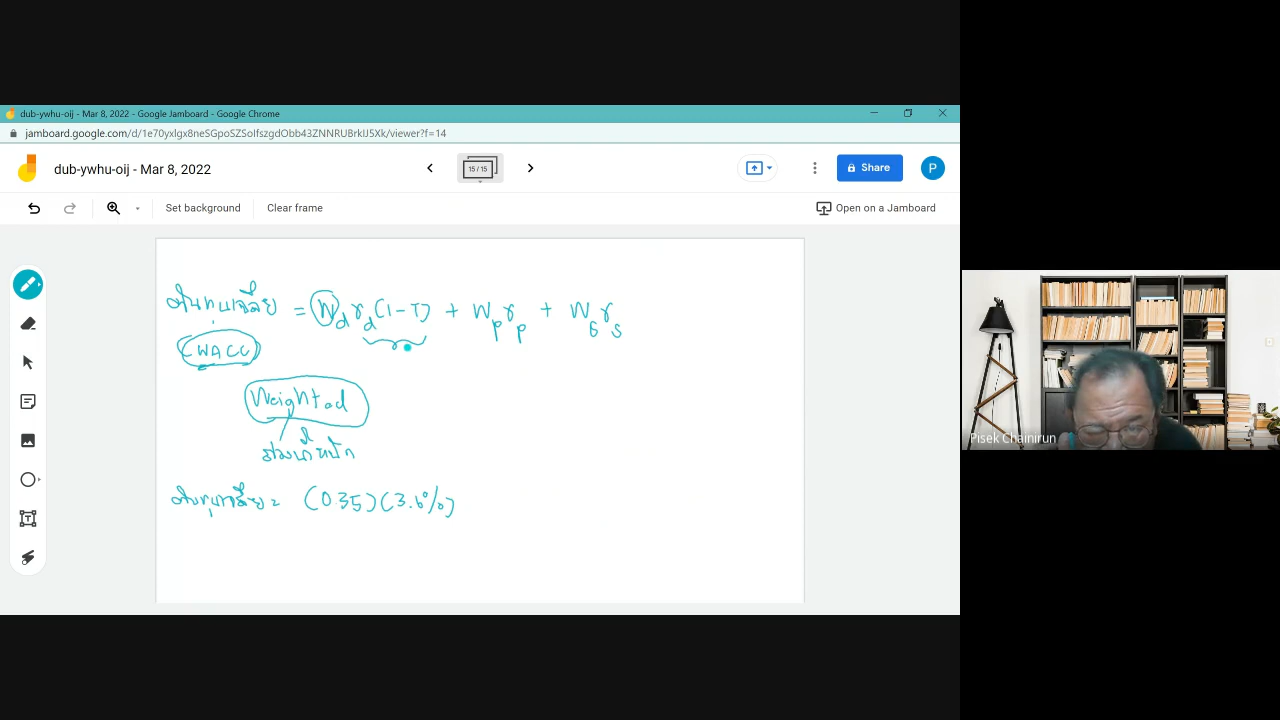 dub-ywhu-oij - Mar 8, 2022 - Google Jamboard - Google Chrome
jamboard.google.com/d/1e70yxlgx8neSGpoSZSolfszgdObb43ZNNRUBrkIJ5Xk/viewer?f=14
dub-ywhu-oij - Mar 8, 2022
15 / 15
Share
P
Set background
Clear frame
Open on a Jamboard
ต้นทุนเฉลี่ย = W_d r_d (1-T) + W_p r_p + W_s r_s
(WACC)
Weighted
ถ่วงน้ำหนัก
ต้นทุนเฉลี่ย = (0.35)(3.6%)
Pisek Chainirun